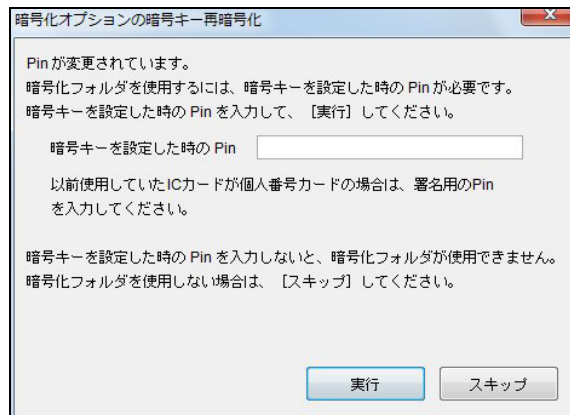 暗号化オプションの暗号キー再暗号化
Pinが変更されています。
暗号化フォルダを使用するには、暗号キーを設定した時のPinが必要です。
暗号キーを設定した時のPinを入力して、［実行］してください。
暗号キーを設定した時のPin
以前使用していたICカードが個人番号カードの場合は、署名用のPin
を入力してください。
暗号キーを設定した時のPinを入力しないと、暗号化フォルダが使用できません。
暗号化フォルダを使用しない場合は、［スキップ］してください。
実行 スキップ